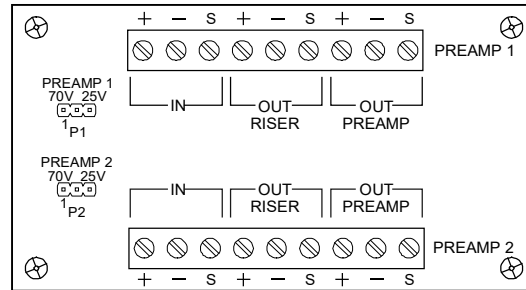 + − S + − S + − S
PREAMP 1
IN OUT RISER OUT PREAMP
PREAMP 1
70V 25V
1
P1
PREAMP 2
70V 25V
1
P2
IN OUT RISER OUT PREAMP
PREAMP 2
+ − S + − S + − S